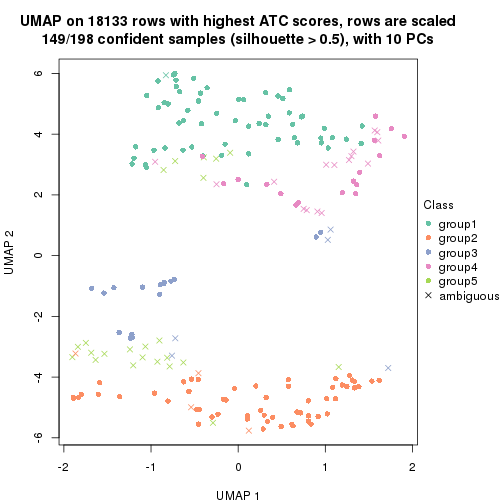 UMAP on 18133 rows with highest ATC scores, rows are scaled
149/198 confident samples (silhouette > 0.5), with 10 PCs
6
4
2
0
-2
-4
-6
UMAP 2
-2
-1
0
1
2
UMAP 1
Class
group1
group2
group3
group4
group5
ambiguous